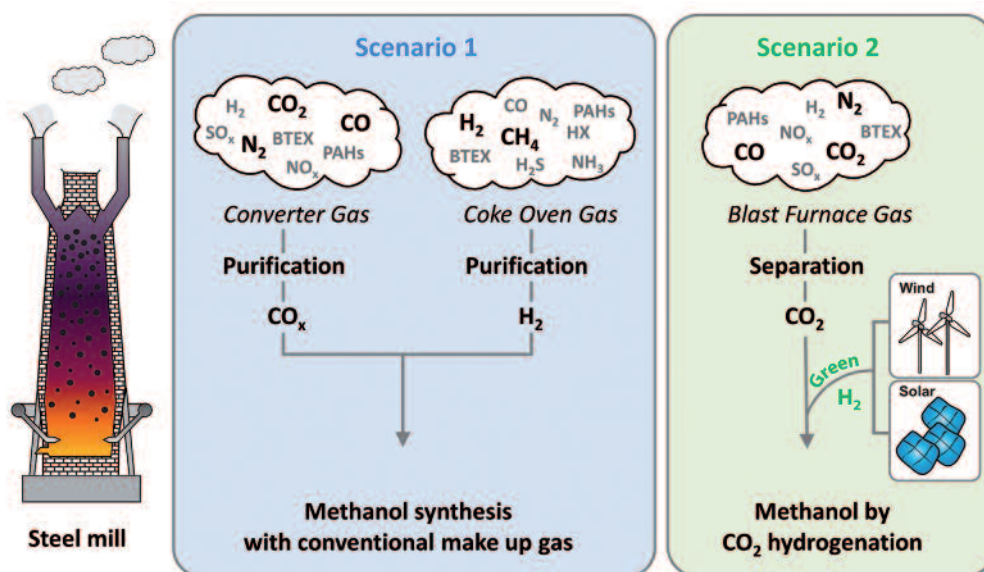 Scenario 1
H₂
CO₂
CO
SOₓ
N₂
BTEX
PAHs
NOₓ
Converter Gas
Purification
COₓ
CO
N₂
PAHs
H₂
CH₄
HX
BTEX
H₂S
NH₃
Coke Oven Gas
Purification
H₂
Methanol synthesis
with conventional make up gas
Scenario 2
PAHs
H₂
N₂
NOₓ
BTEX
CO
CO₂
SOₓ
Blast Furnace Gas
Separation
CO₂
Wind
Green
H₂
Solar
Methanol by
CO₂ hydrogenation
Steel mill